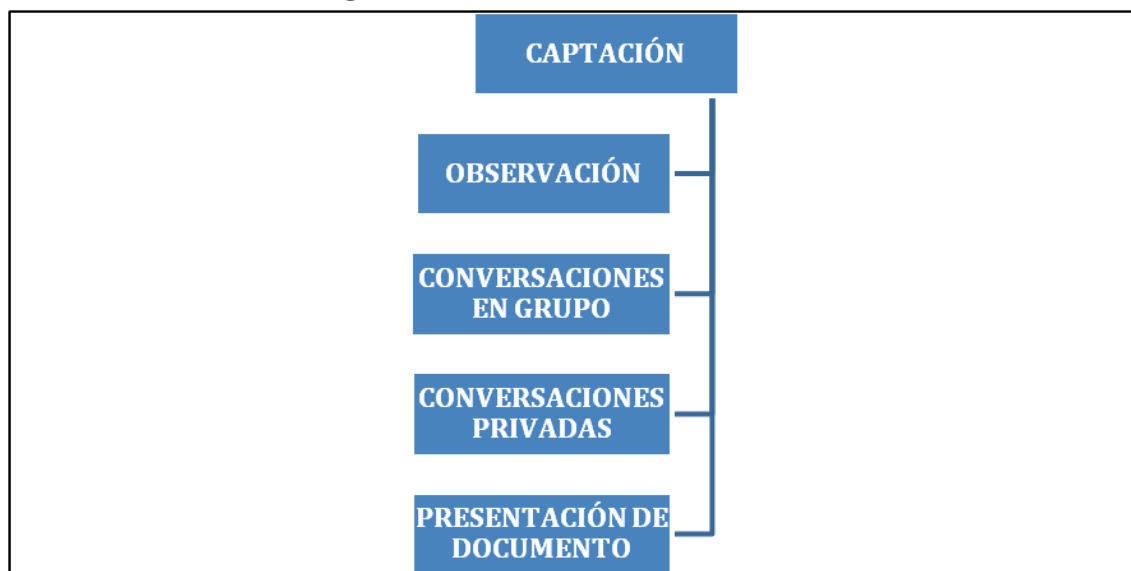 CAPTACIÓN
OBSERVACIÓN
CONVERSACIONES
EN GRUPO
CONVERSACIONES
PRIVADAS
PRESENTACIÓN DE
DOCUMENTO